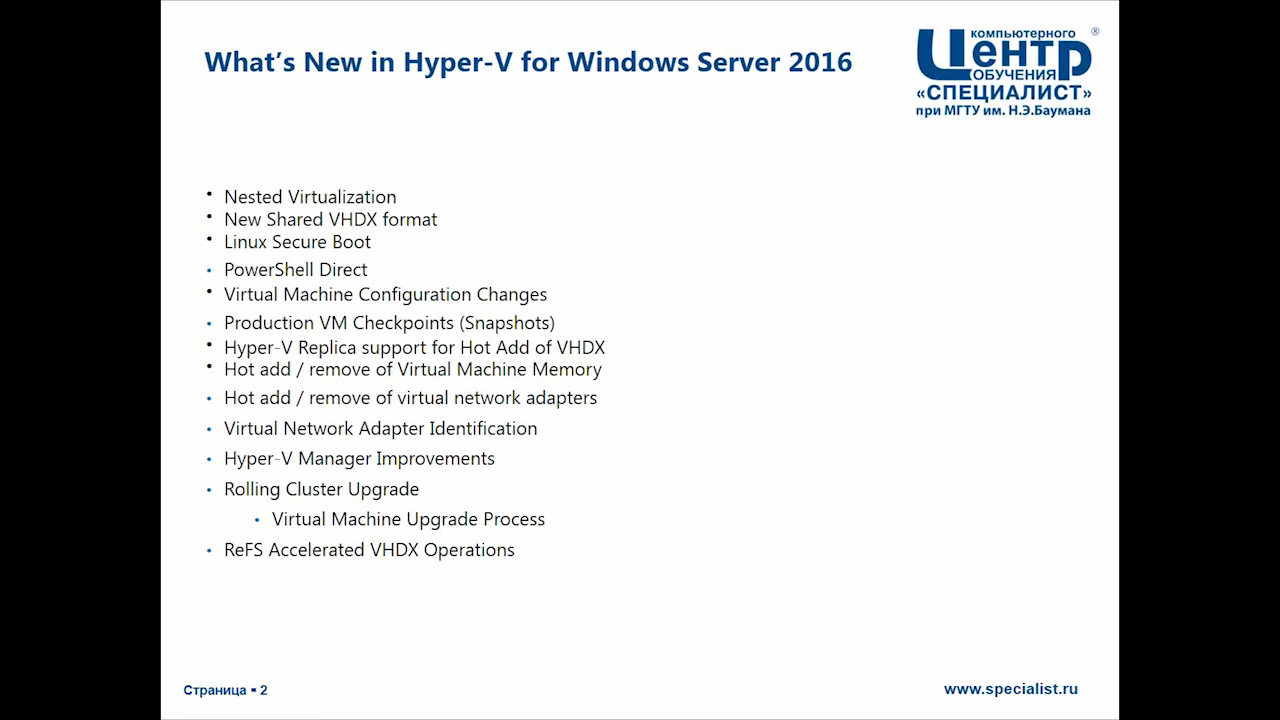 What's New in Hyper-V for Windows Server 2016
компьютерного
Центр
ОБУЧЕНИЯ
®
«СПЕЦИАЛИСТ»
при МГТУ им. Н.Э.Баумана
• Nested Virtualization
• New Shared VHDX format
• Linux Secure Boot
• PowerShell Direct
• Virtual Machine Configuration Changes
• Production VM Checkpoints (Snapshots)
• Hyper-V Replica support for Hot Add of VHDX
• Hot add / remove of Virtual Machine Memory
• Hot add / remove of virtual network adapters
• Virtual Network Adapter Identification
• Hyper-V Manager Improvements
• Rolling Cluster Upgrade
• Virtual Machine Upgrade Process
• ReFS Accelerated VHDX Operations
Страница ▪ 2
www.specialist.ru